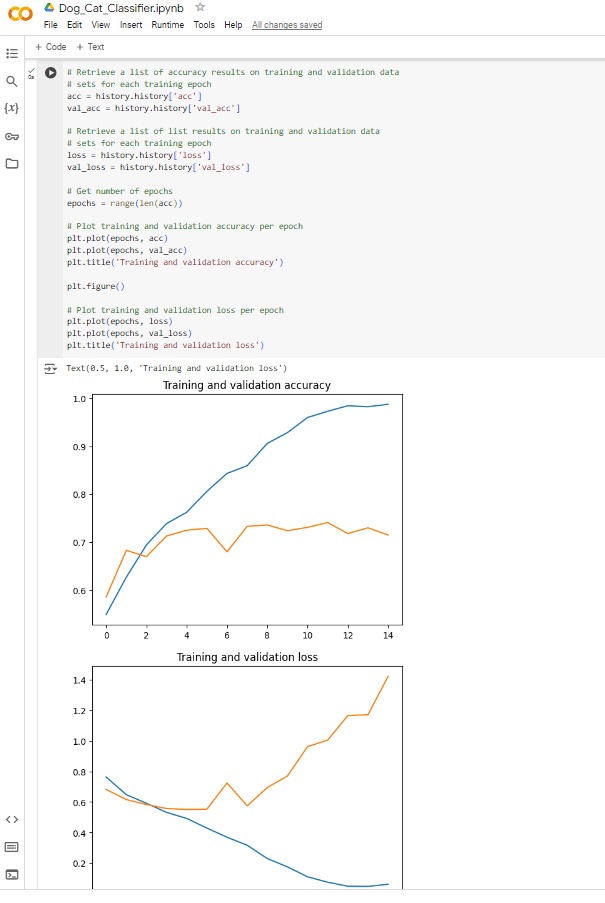 Dog_Cat_Classifier.ipynb
File Edit View Insert Runtime Tools Help All changes saved
+ Code + Text
0s
# Retrieve a list of accuracy results on training and validation data
# sets for each training epoch
acc = history.history['acc']
val_acc = history.history['val_acc']
# Retrieve a list of list results on training and validation data
# sets for each training epoch
loss = history.history['loss']
val_loss = history.history['val_loss']
# Get number of epochs
epochs = range(len(acc))
# Plot training and validation accuracy per epoch
plt.plot(epochs, acc)
plt.plot(epochs, val_acc)
plt.title('Training and validation accuracy')
plt.figure()
# Plot training and validation loss per epoch
plt.plot(epochs, loss)
plt.plot(epochs, val_loss)
plt.title('Training and validation loss')
Text(0.5, 1.0, 'Training and validation loss')
Training and validation accuracy
1.0
0.9
0.8
0.7
0.6
0 2 4 6 8 10 12 14
Training and validation loss
1.4
1.2
1.0
0.8
0.6
0.4
0.2